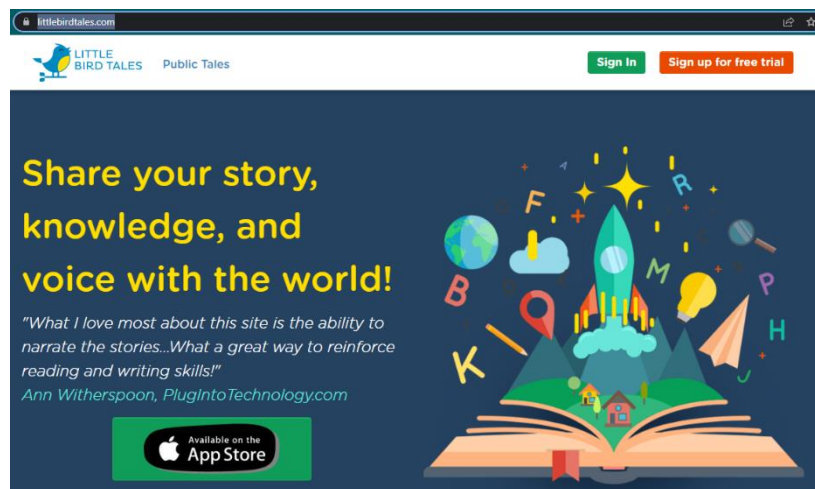 littlebirdtales.com
LITTLE
BIRD TALES
Public Tales
Sign In
Sign up for free trial
Share your story,
knowledge, and
voice with the world!
"What I love most about this site is the ability to
narrate the stories...What a great way to reinforce
reading and writing skills!"
Ann Witherspoon, PlugIntoTechnology.com
Available on the
App Store
A
F
R
B
M
P
H
K
J